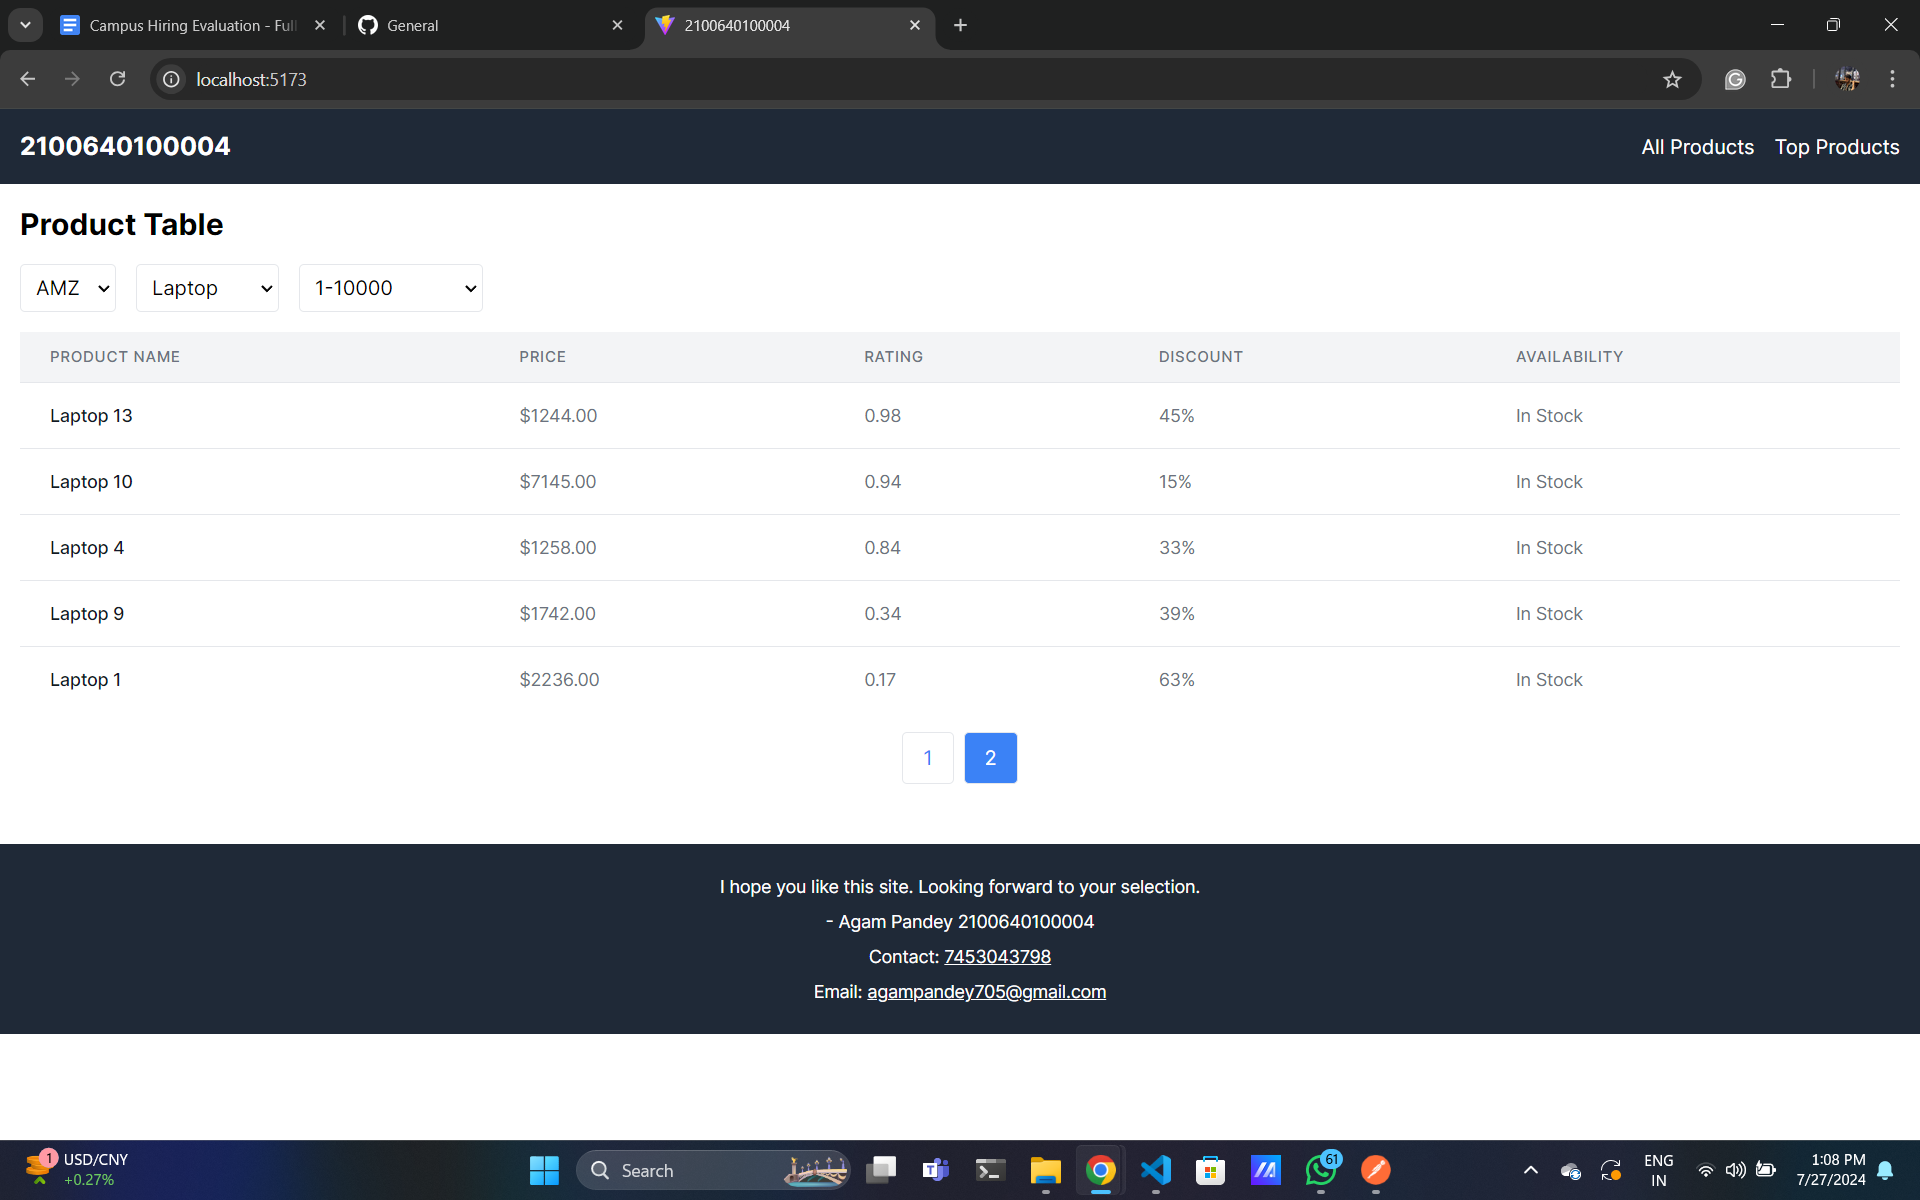 Campus Hiring Evaluation - Full
General
2100640100004
localhost:5173
2100640100004
All Products Top Products
Product Table
AMZ Laptop 1-10000
PRODUCT NAME PRICE RATING DISCOUNT AVAILABILITY
Laptop 13 $1244.00 0.98 45% In Stock
Laptop 10 $7145.00 0.94 15% In Stock
Laptop 4 $1258.00 0.84 33% In Stock
Laptop 9 $1742.00 0.34 39% In Stock
Laptop 1 $2236.00 0.17 63% In Stock
1 2
I hope you like this site. Looking forward to your selection.
- Agam Pandey 2100640100004
Contact: 7453043798
Email: agampandey705@gmail.com
1
USD/CNY
+0.27%
Search
61
ENG
IN
1:08 PM
7/27/2024